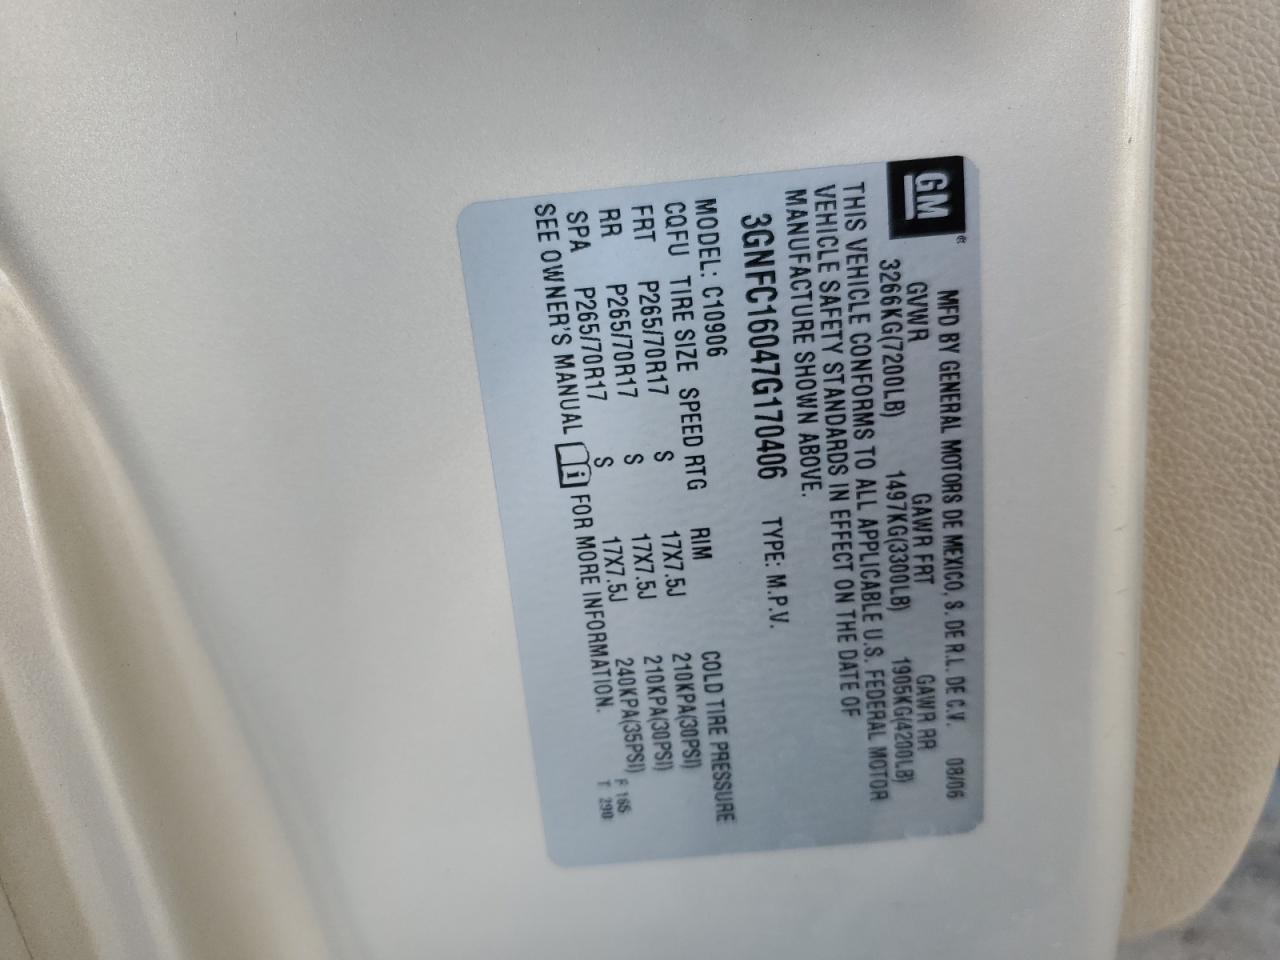 GM®
MFD BY GENERAL MOTORS DE MEXICO, S. DE R.L. DE C.V. 08/06
GVWR GAWR FRT GAWR RR
3266KG(7200LB) 1497KG(3300LB) 1905KG(4200LB)
THIS VEHICLE CONFORMS TO ALL APPLICABLE U.S. FEDERAL MOTOR
VEHICLE SAFETY STANDARDS IN EFFECT ON THE DATE OF
MANUFACTURE SHOWN ABOVE.
3GNFC16047G170406 TYPE: M.P.V.
MODEL: C10906
CQFU TIRE SIZE SPEED RTG RIM COLD TIRE PRESSURE
FRT P265/70R17 S 17X7.5J 210KPA(30PSI)
RR P265/70R17 S 17X7.5J 210KPA(30PSI)
SPA P265/70R17 S 17X7.5J 240KPA(35PSI)
SEE OWNER'S MANUAL i FOR MORE INFORMATION.
F 165
T 290